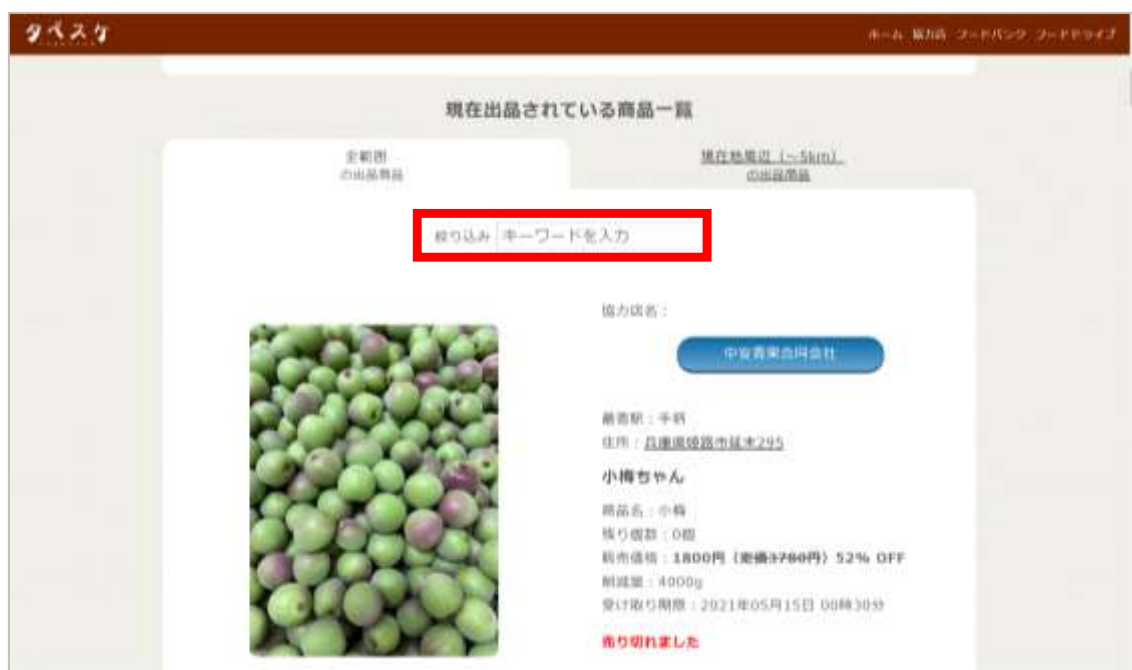 タベスケ
ホーム 協力店 フードバンク フードドライブ
現在出品されている商品一覧
全範囲
の出品商品
現在地周辺（～5km）
の出品商品
絞り込み キーワードを入力
協力店名：
中安青果合同会社
最寄駅：手柄
住所：兵庫県姫路市延末295
小梅ちゃん
商品名：小梅
残り個数：0個
販売価格：1800円（定価3780円）52% OFF
削減量：4000g
受け取り期限：2021年05月15日 00時30分
売り切れました